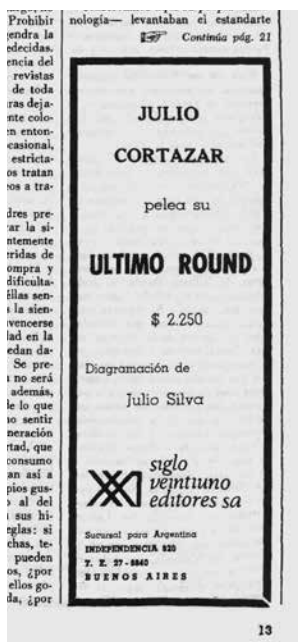 Prohibir
gendra la
edecidas.
encia del
revistas
de toda
ras deja-
nte colo-
en enton-
casional,
estricta-
os tratan
os a tra-
dres pre-
ar la si-
ntemente
ridas de
ompra y
dificulta-
éllas sen-
la sien-
vencerse
dad en la
edan da-
Se pre-
no será
además,
de lo que
no sentir
neración
rtad, que
consumo
an así a
pios gus-
o al del
sus hi-
eglas: si
chas, te-
pueden
os, ¿por
ellos go-
da, ¿por
nología— levantaban el estandarte
Continúa pág. 21
JULIO
CORTAZAR
pelea su
ULTIMO ROUND
$ 2.250
Diagramación de
Julio Silva
siglo
veintiuno
editores sa
Sucursal para Argentina
INDEPENDENCIA 820
T. E. 27-8840
BUENOS AIRES
13